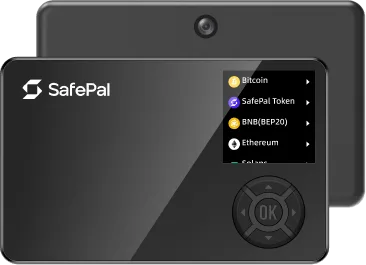 SafePal
Bitcoin
SafePal Token
BNB(BEP20)
Ethereum
OK